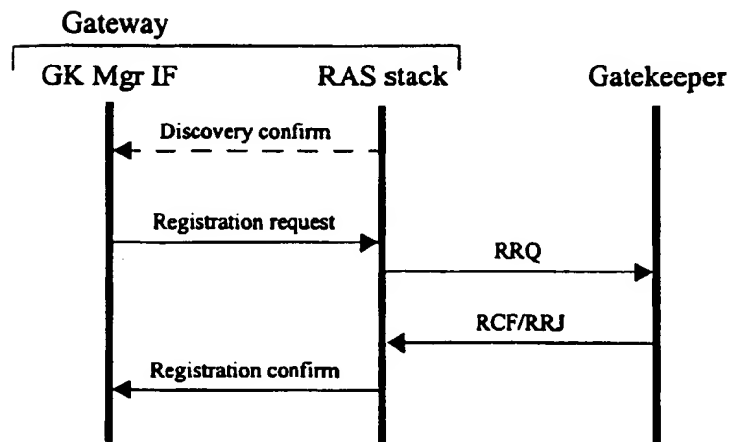 Gateway
GK Mgr IF RAS stack Gatekeeper
Discovery confirm
Registration request
RRQ
RCF/RRJ
Registration confirm